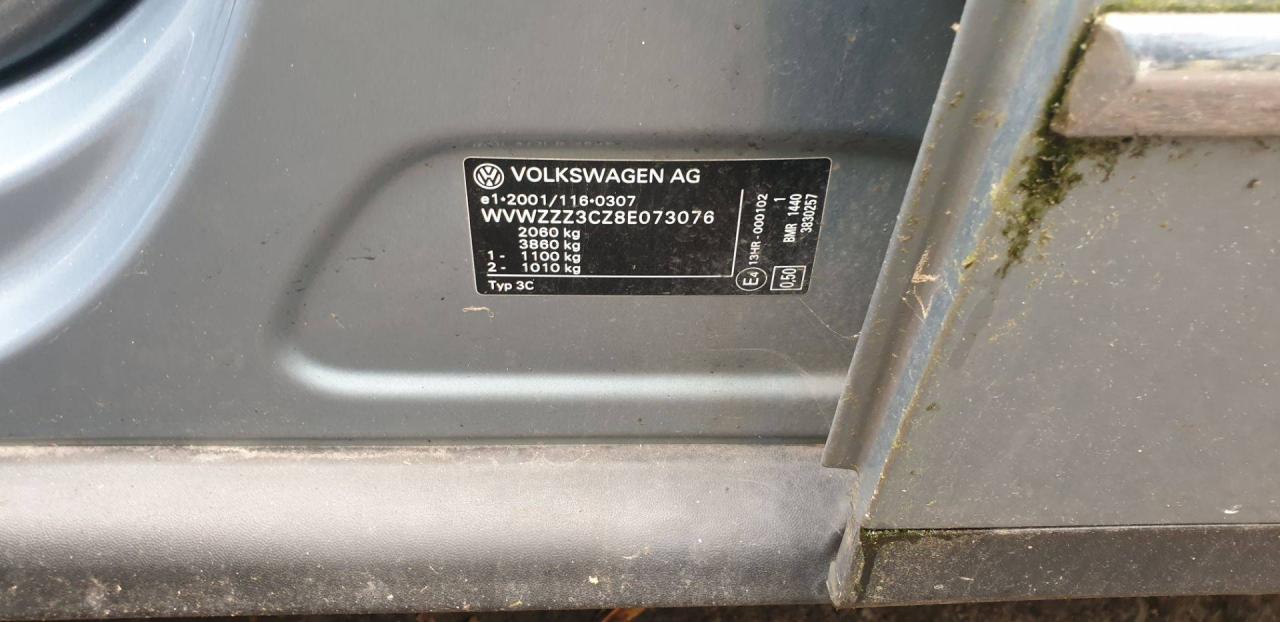 VOLKSWAGEN AG
e1*2001/116*0307
WVWZZZ3CZ8E073076
2060 kg
3860 kg
1- 1100 kg
2- 1010 kg
Typ 3C
E4 13HR-000102
1
BMR 1440
3830257
0,50